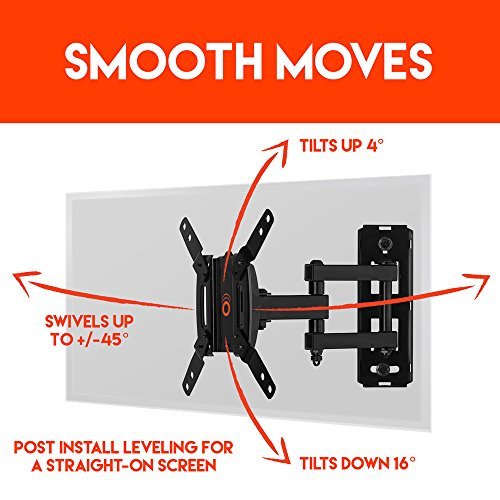 SMOOTH MOVES
TILTS UP 4°
SWIVELS UP
TO +/-45°
POST INSTALL LEVELING FOR
A STRAIGHT-ON SCREEN
TILTS DOWN 16°